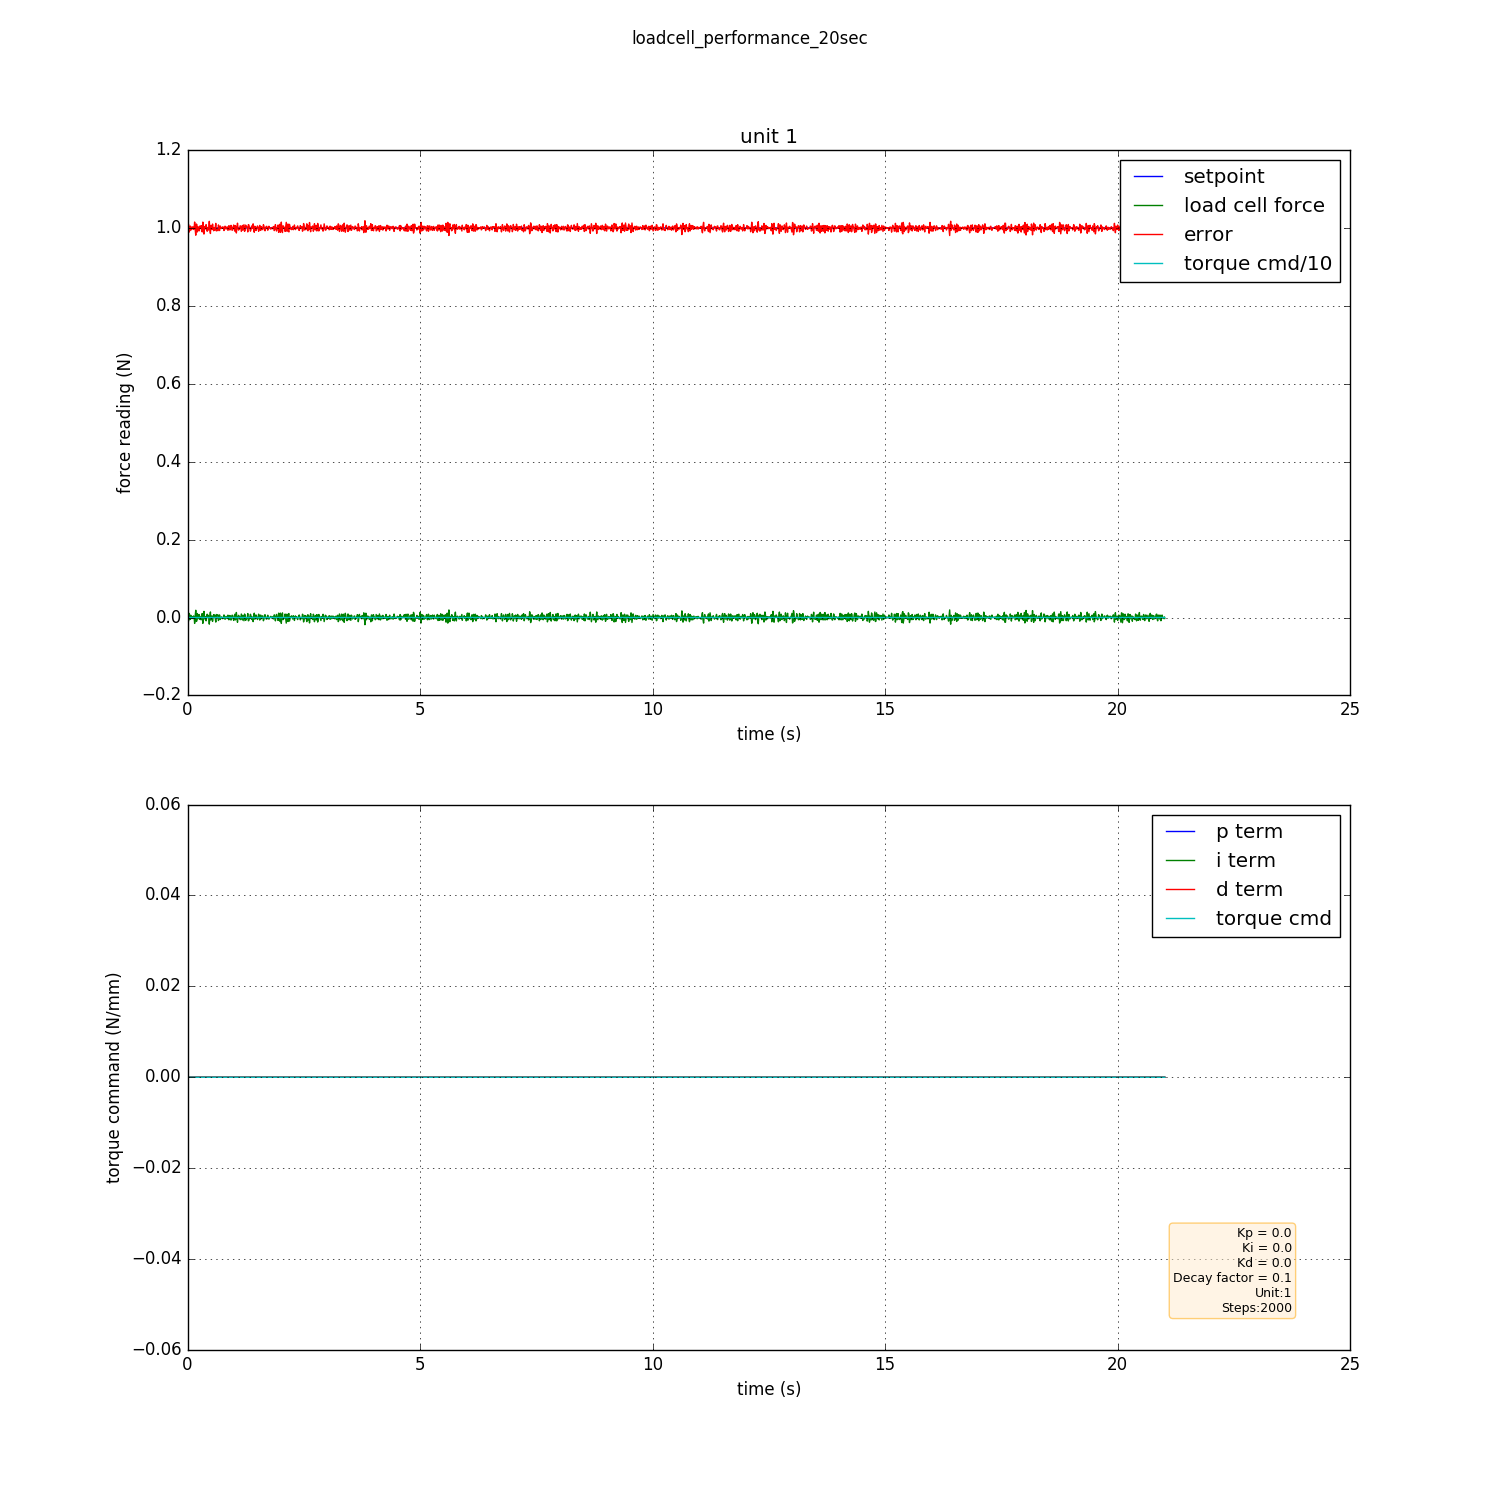 loadcell_performance_20sec
unit 1
1.2
1.0
0.8
0.6
0.4
0.2
0.0
−0.2
force reading (N)
setpoint
load cell force
error
torque cmd/10
0 5 10 15 20 25
time (s)
0.06
0.04
0.02
0.00
−0.02
−0.04
−0.06
torque command (N/mm)
p term
i term
d term
torque cmd
Kp = 0.0
Ki = 0.0
Kd = 0.0
Decay factor = 0.1
Unit:1
Steps:2000
0 5 10 15 20 25
time (s)